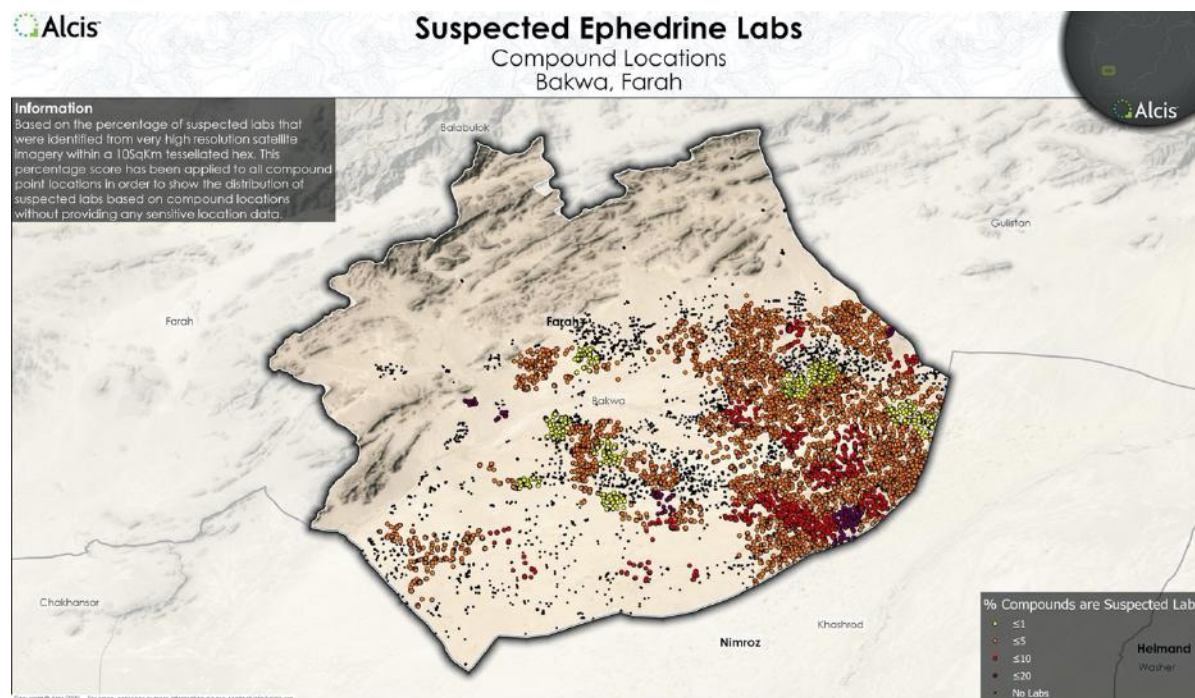 Alcis
Suspected Ephedrine Labs
Compound Locations
Bakwa, Farah
Alcis
Information
Based on the percentage of suspected labs that
were identified from very high resolution satellite
imagery within a 10SqKm tessellated hex. This
percentage score has been applied to all compound
point locations in order to show the distribution of
suspected labs based on compound locations
without providing any sensitive location data.
Balabulok
Gulistan
Farah
Farah
Bakwa
Chakhansor
Khashrod
Nimroz
% Compounds are Suspected Lab
≤1
≤5
≤10
≤20
No Labs
Helmand
Washer